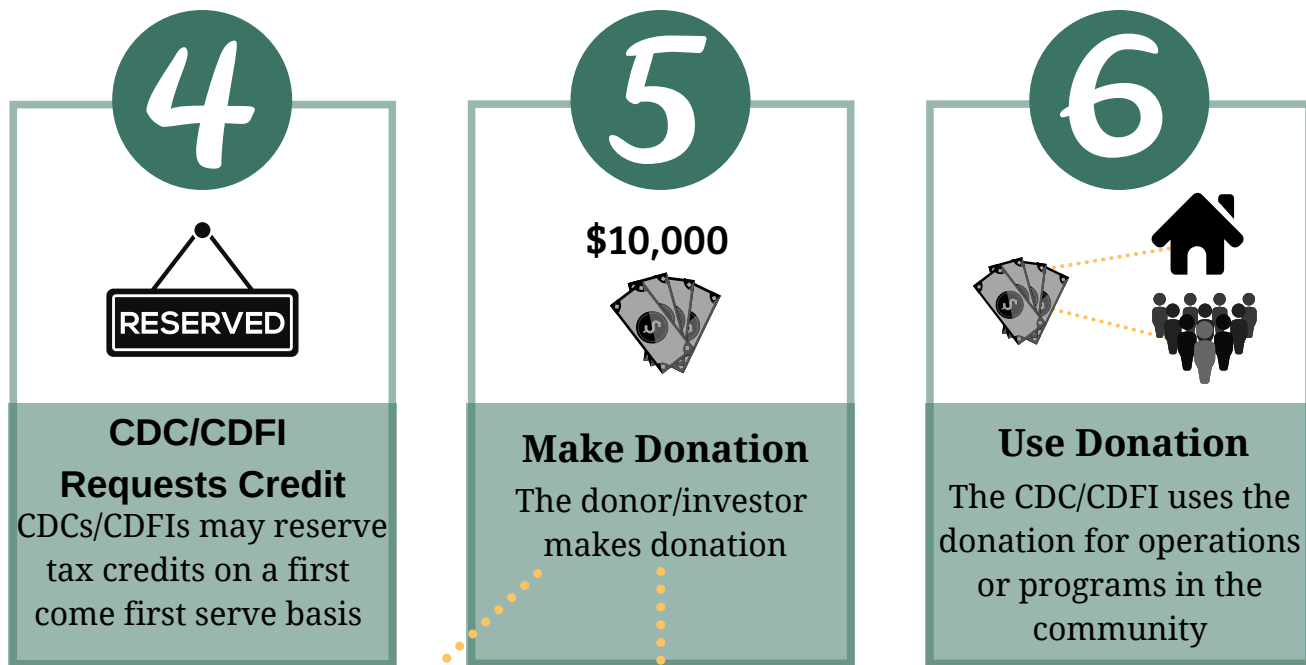 4
RESERVED
CDC/CDFI
Requests Credit
CDCs/CDFIs may reserve
tax credits on a first
come first serve basis
5
$10,000
Make Donation
The donor/investor
makes donation
6
Use Donation
The CDC/CDFI uses the
donation for operations
or programs in the
community